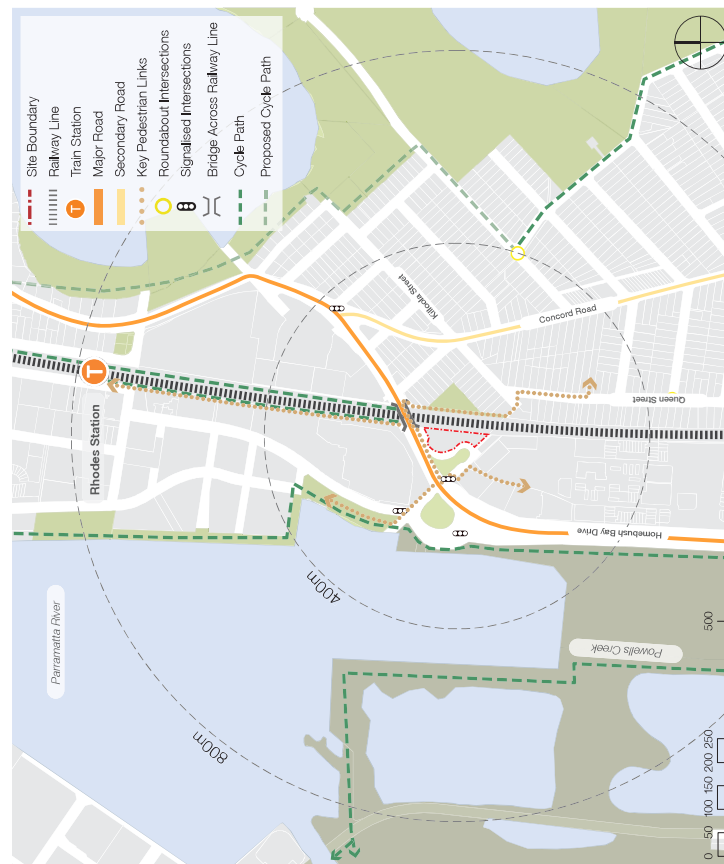 Site Boundary
Railway Line
T Train Station
Major Road
Secondary Road
Key Pedestrian Links
Roundabout Intersections
Signalised Intersections
Bridge Across Railway Line
Cycle Path
Proposed Cycle Path
T
Rhodes Station
Parramatta River
Killoola Street
Concord Road
Queen Street
Homebush Bay Drive
Powells Creek
400m
800m
0 50 100 150 200 250 500